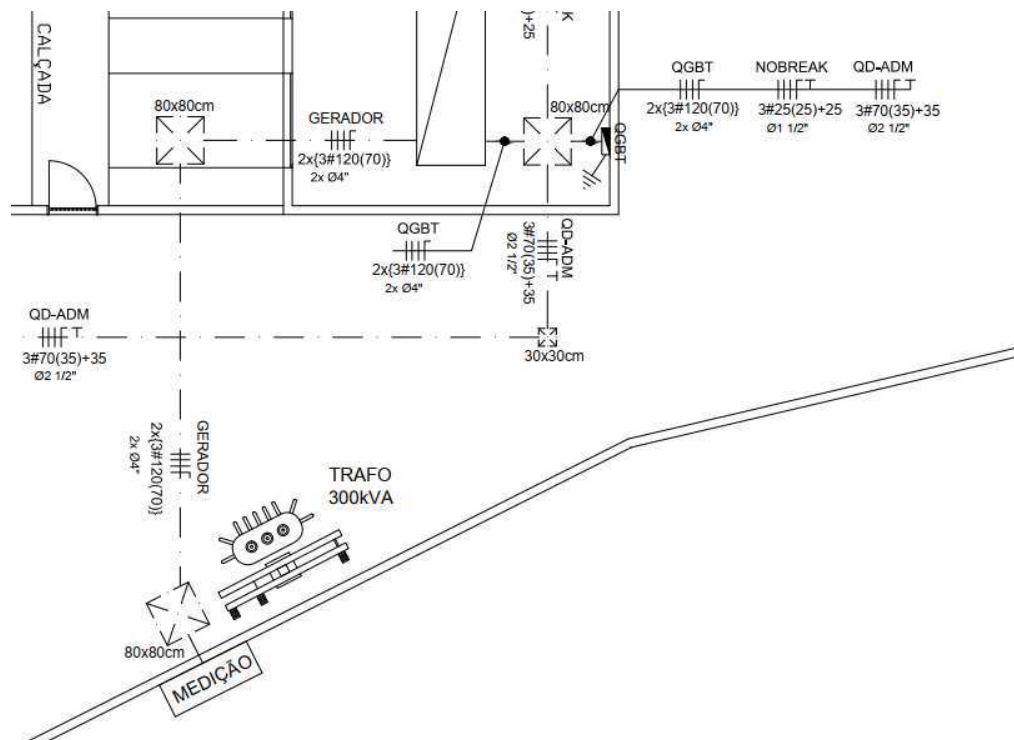 CALÇADA
K
)+25
80x80cm
GERADOR
2x{3#120(70)}
2x Ø4"
80x80cm
QGBT
QGBT
2x{3#120(70)}
2x Ø4"
NOBREAK
3#25(25)+25
Ø1 1/2"
QD-ADM
3#70(35)+35
Ø2 1/2"
QGBT
2x{3#120(70)}
2x Ø4"
QD-ADM
3#70(35)+35
Ø2 1/2"
QD-ADM
3#70(35)+35
Ø2 1/2"
30x30cm
GERADOR
2x{3#120(70)}
2x Ø4"
TRAFO
300kVA
80x80cm
MEDIÇÃO